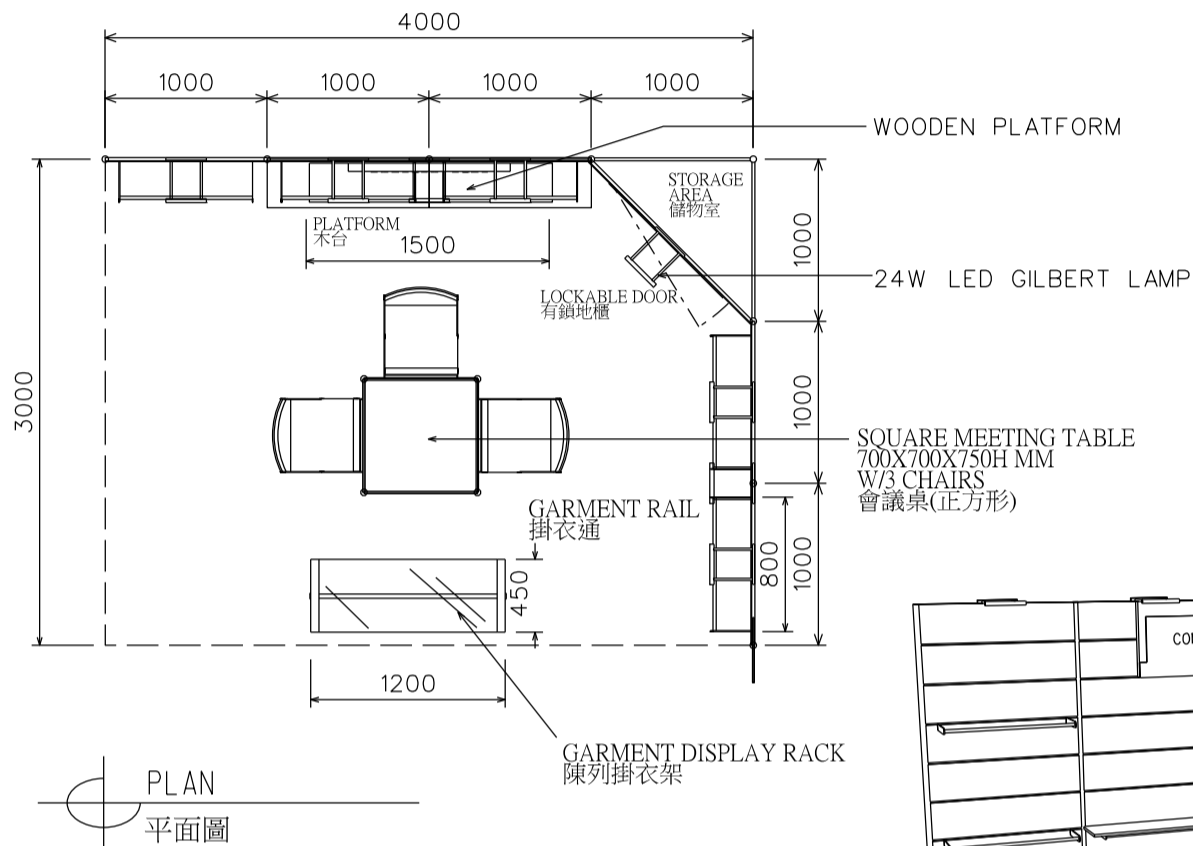 4000
1000 1000 1000 1000
WOODEN PLATFORM
STORAGE
AREA
儲物室
PLATFORM
木台
1500
1000
24W LED GILBERT LAMP
LOCKABLE DOOR
有鎖地櫃
3000
1000
SQUARE MEETING TABLE
700X700X750H MM
W/3 CHAIRS
會議桌(正方形)
GARMENT RAIL
掛衣通
450
800
1000
1200
GARMENT DISPLAY RACK
陳列掛衣架
PLAN
平面圖